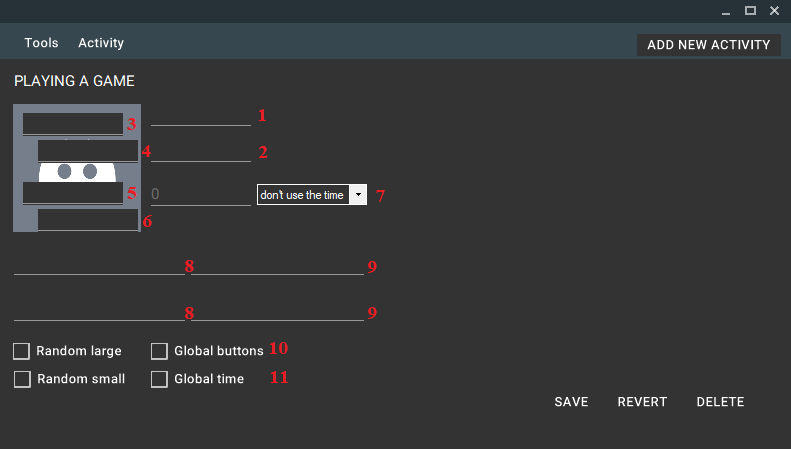 Tools Activity ADD NEW ACTIVITY
PLAYING A GAME
3 1
4 2
5 0 don't use the time 7
6
8 9
8 9
Random large Global buttons 10
Random small Global time 11
SAVE REVERT DELETE